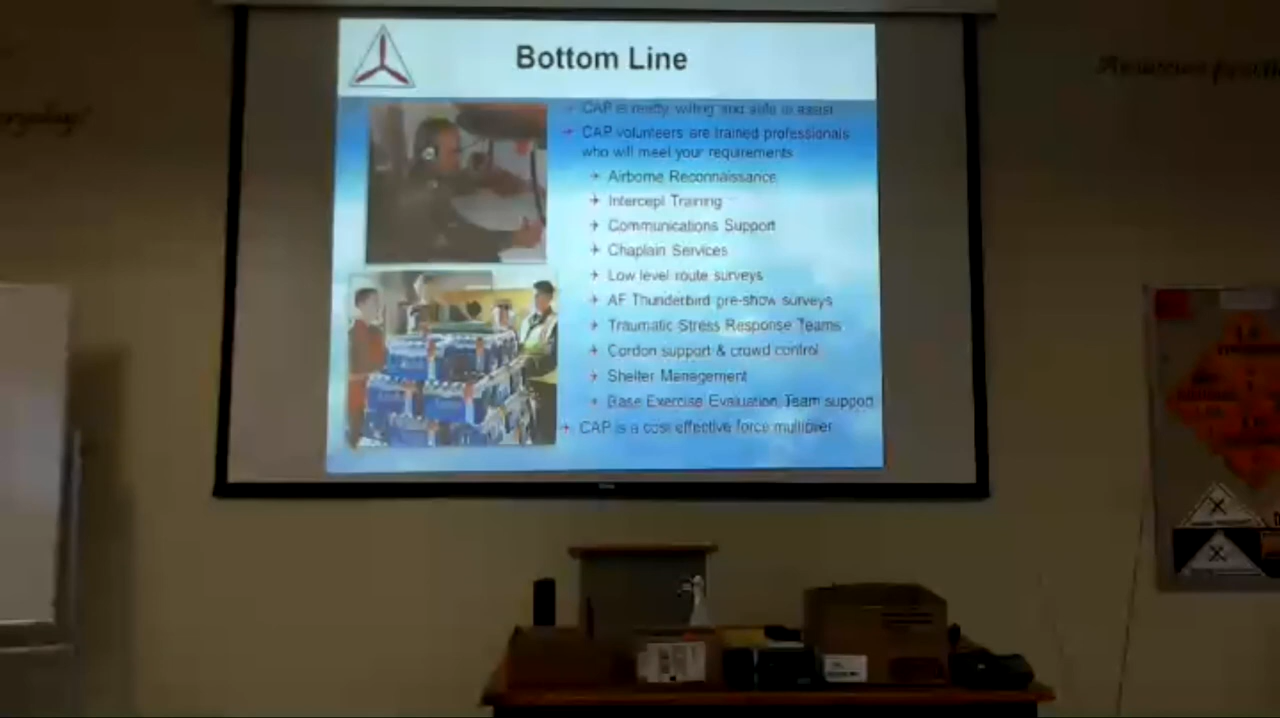 Bottom Line
CAP is ready, willing and able to assist
CAP volunteers are trained professionals
who will meet your requirements
Airborne Reconnaissance
Intercept Training
Communications Support
Chaplain Services
Low level route surveys
AF Thunderbird pre-show surveys
Traumatic Stress Response Teams
Cordon support & crowd control
Shelter Management
Base Exercise Evaluation Team support
CAP is a cost effective force multiplier